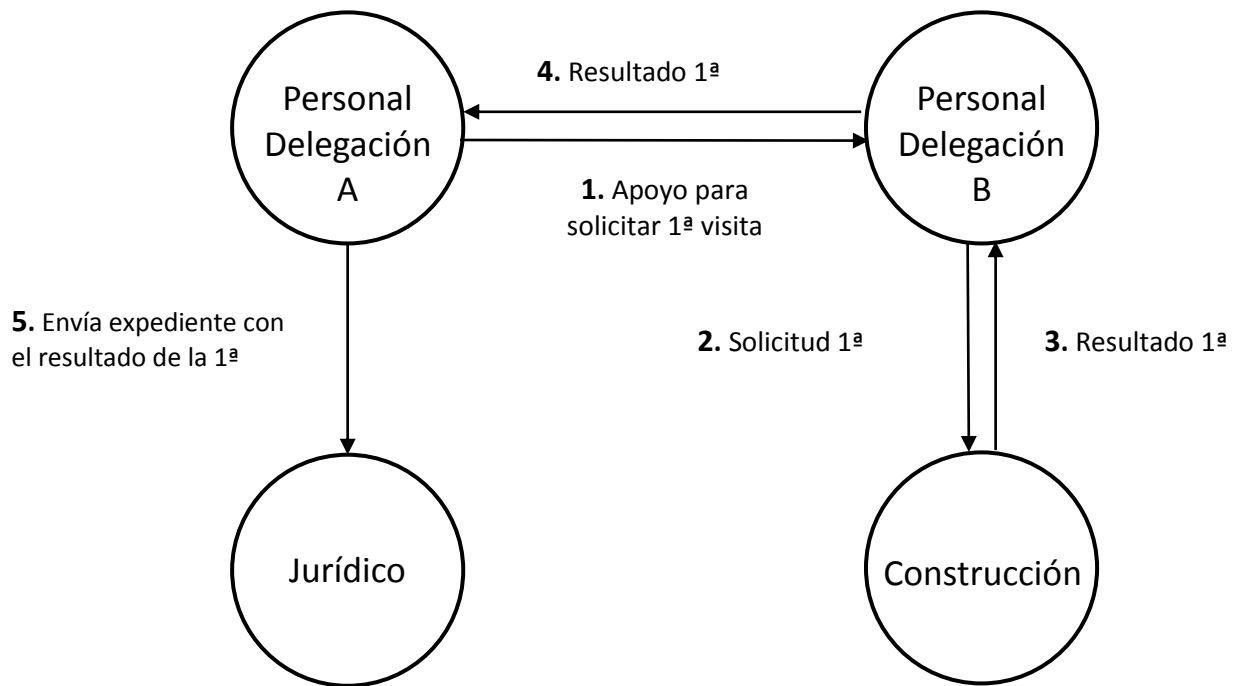 4. Resultado 1ª
Personal
Delegación
A
Personal
Delegación
B
1. Apoyo para
solicitar 1ª visita
5. Envía expediente con
el resultado de la 1ª
2. Solicitud 1ª
3. Resultado 1ª
Jurídico
Construcción